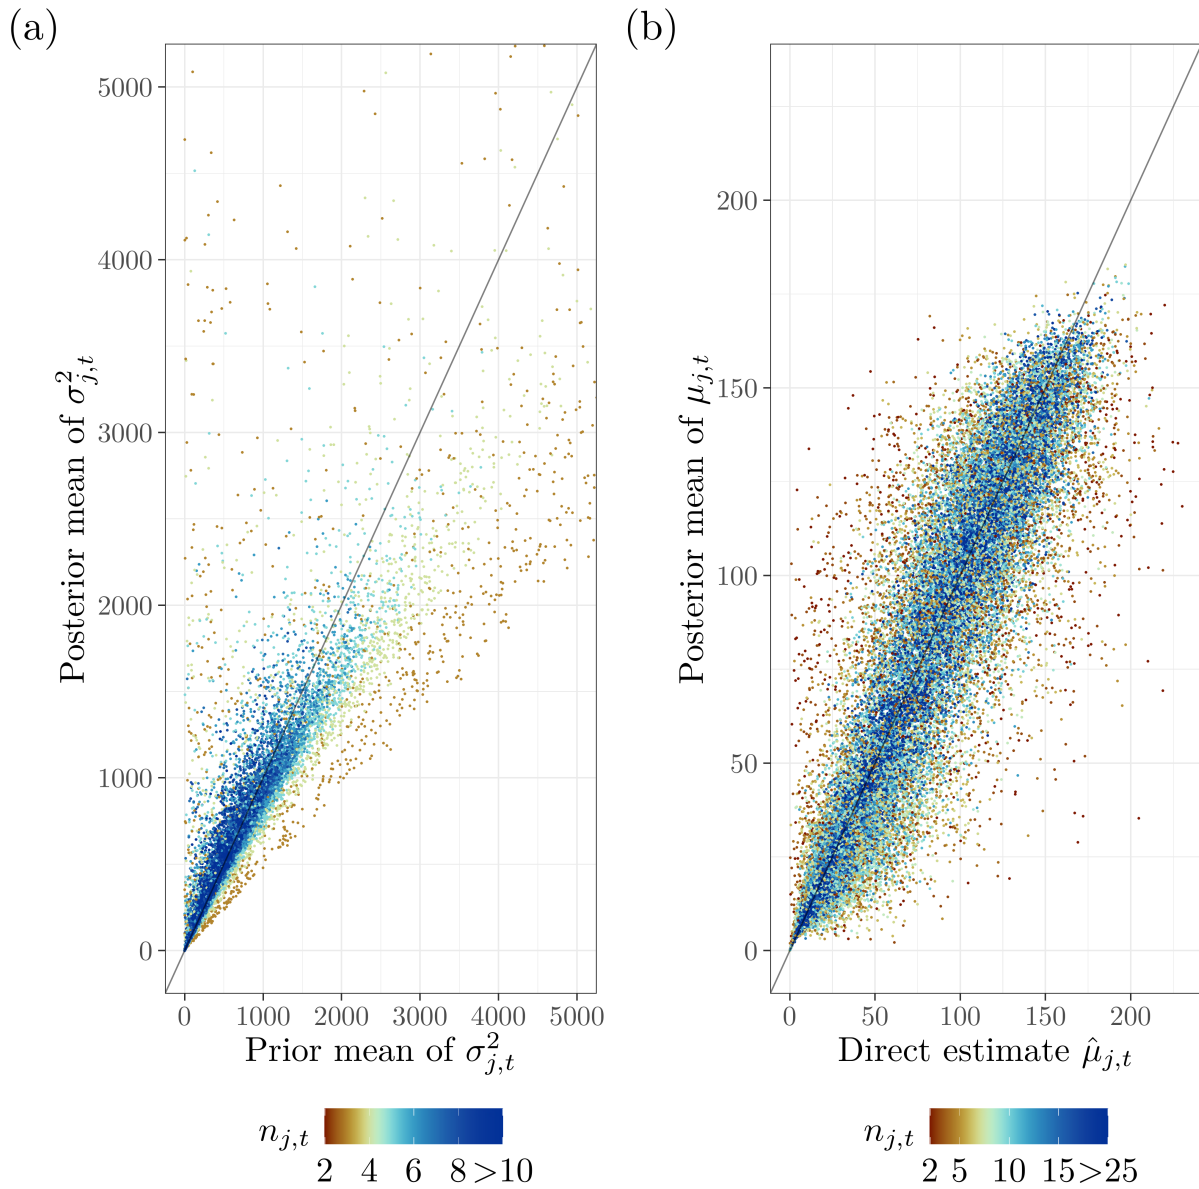 (a)
(b)
Posterior mean of σ²j,t
5000
4000
3000
2000
1000
0
0 1000 2000 3000 4000 5000
Prior mean of σ²j,t
nj,t
2 4 6 8 >10
Posterior mean of μj,t
200
150
100
50
0
0 50 100 150 200
Direct estimate μ̂j,t
nj,t
2 5 10 15 >25